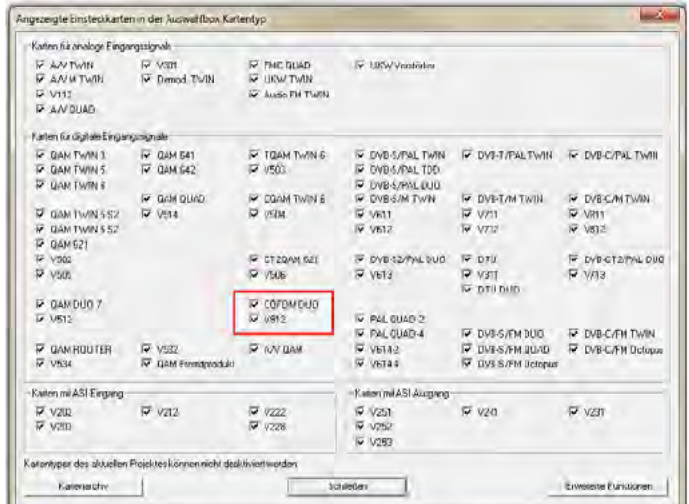 Angezeigte Einsteckkarten in der Auswahlbox Kartentyp
Karten für analoge Eingangssignale
A/V TWIN V301 FMC QUAD UKW Vorstärker
A/V M TWIN Demod. TWIN UKW TWIN
V112 Audio FM TWIN
A/V QUAD
Karten für digitale Eingangssignale
QAM TWIN 3 QAM 641 TQAM TWIN 6 DVB-S/PAL TWIN DVB-T/PAL TWIN DVB-C/PAL TWIN
QAM TWIN 5 QAM 642 V503 DVB-S/PAL TDD
QAM TWIN 6 DVB-S/PAL DUO
QAM QUAD CQAM TWIN 6 DVB-S/M TWIN DVB-T/M TWIN DVB-C/M TWIN
QAM TWIN 5 S2 V514 V504 V611 V711 V811
QAM TWIN 6 S2 V612 V712 V812
QAM 621
V502 CT2QAM 621 DVB-S2/PAL DUO DTU DVB-CT2/PAL DUO
V505 V506 V613 V311 V713
DTU DUO
QAM DUO 7 COFDM DUO
V512 V912 PAL QUAD-2
PAL QUAD-4 DVB-S/FM DUO DVB-C/FM TWIN
QAM ROUTER V532 A/V QAM V614-2 DVB-S/FM QUAD DVB-C/FM Octopus
V534 QAM Fremdprodukt V614-4 DVB-S/FM Octopus
Karten mit ASI Eingang Karten mit ASI Ausgang
V202 V212 V222 V251 V241 V231
V203 V228 V252
V253
Kartentypen des aktuellen Projektes können nicht deaktiviert werden
Kartenarchiv Schließen Erweiterte Funktionen